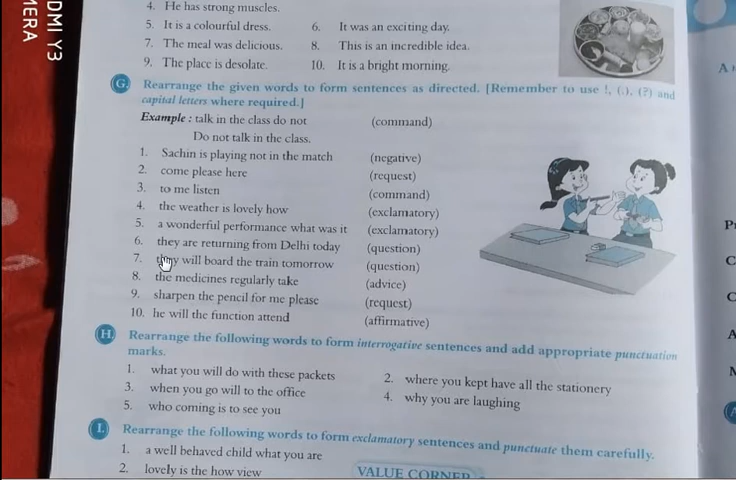 DMI Y3
MERA
4. He has strong muscles.
5. It is a colourful dress. 6. It was an exciting day.
7. The meal was delicious. 8. This is an incredible idea.
9. The place is desolate. 10. It is a bright morning.
G. Rearrange the given words to form sentences as directed. [Remember to use !, (.), (?) and
capital letters where required.]
Example : talk in the class do not (command)
Do not talk in the class.
1. Sachin is playing not in the match (negative)
2. come please here (request)
3. to me listen (command)
4. the weather is lovely how (exclamatory)
5. a wonderful performance what was it (exclamatory)
6. they are returning from Delhi today (question)
7. they will board the train tomorrow (question)
8. the medicines regularly take (advice)
9. sharpen the pencil for me please (request)
10. he will the function attend (affirmative)
H. Rearrange the following words to form interrogative sentences and add appropriate punctuation
marks.
1. what you will do with these packets 2. where you kept have all the stationery
3. when you go will to the office 4. why you are laughing
5. who coming is to see you
I. Rearrange the following words to form exclamatory sentences and punctuate them carefully.
1. a well behaved child what you are
2. lovely is the how view
VALUE CORNER